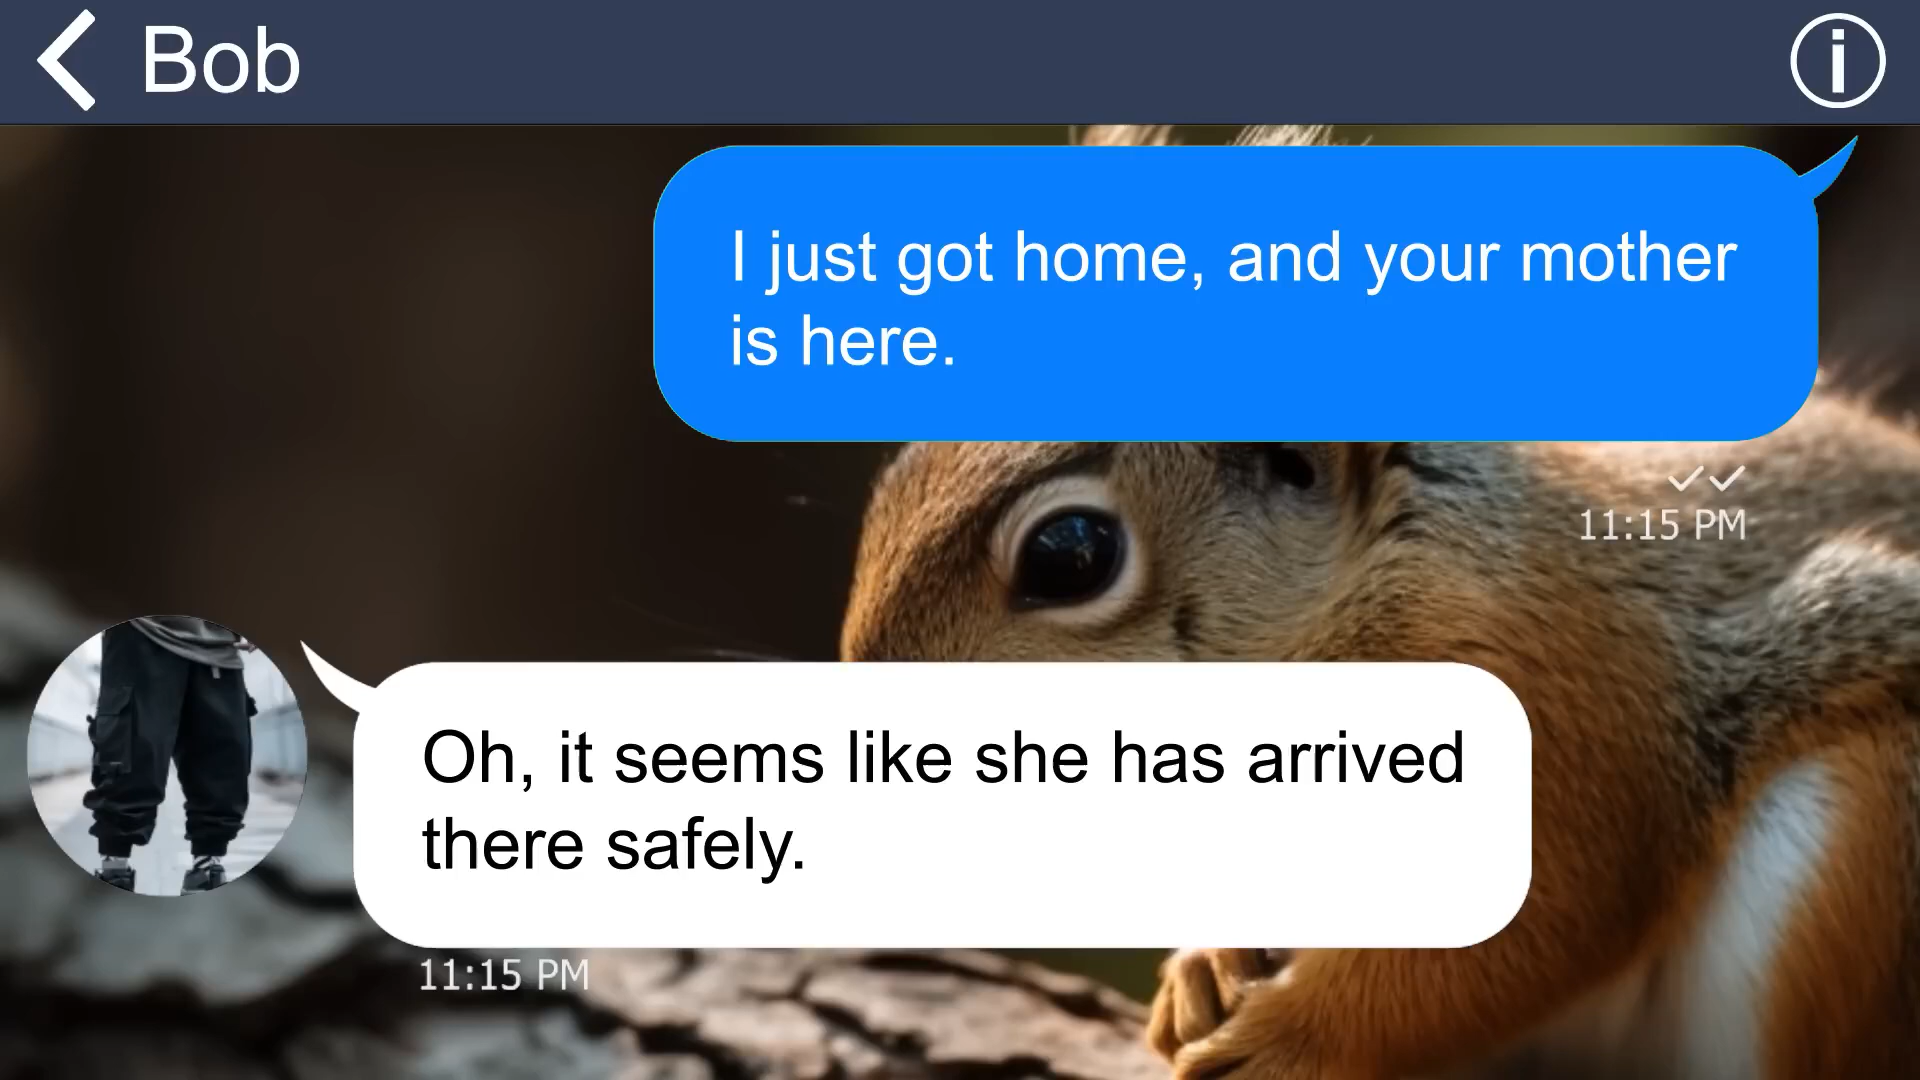 Bob
I just got home, and your mother
is here.
11:15 PM
Oh, it seems like she has arrived
there safely.
11:15 PM